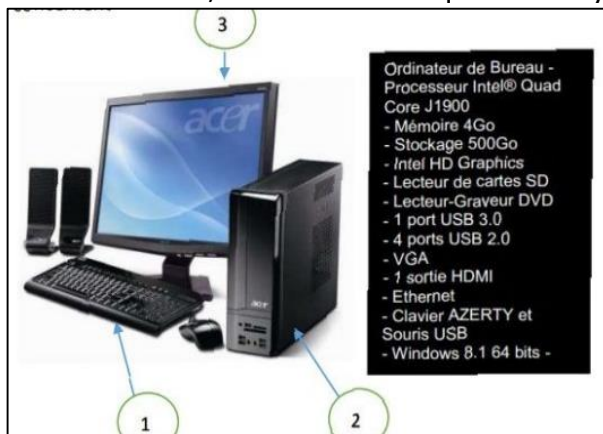 3
acer
Ordinateur de Bureau -
Processeur Intel® Quad
Core J1900
- Mémoire 4Go
- Stockage 500Go
- Intel HD Graphics
- Lecteur de cartes SD
- Lecteur-Graveur DVD
- 1 port USB 3.0
- 4 ports USB 2.0
- VGA
- 1 sortie HDMI
- Ethernet
- Clavier AZERTY et
Souris USB
- Windows 8.1 64 bits -
acer
1
2